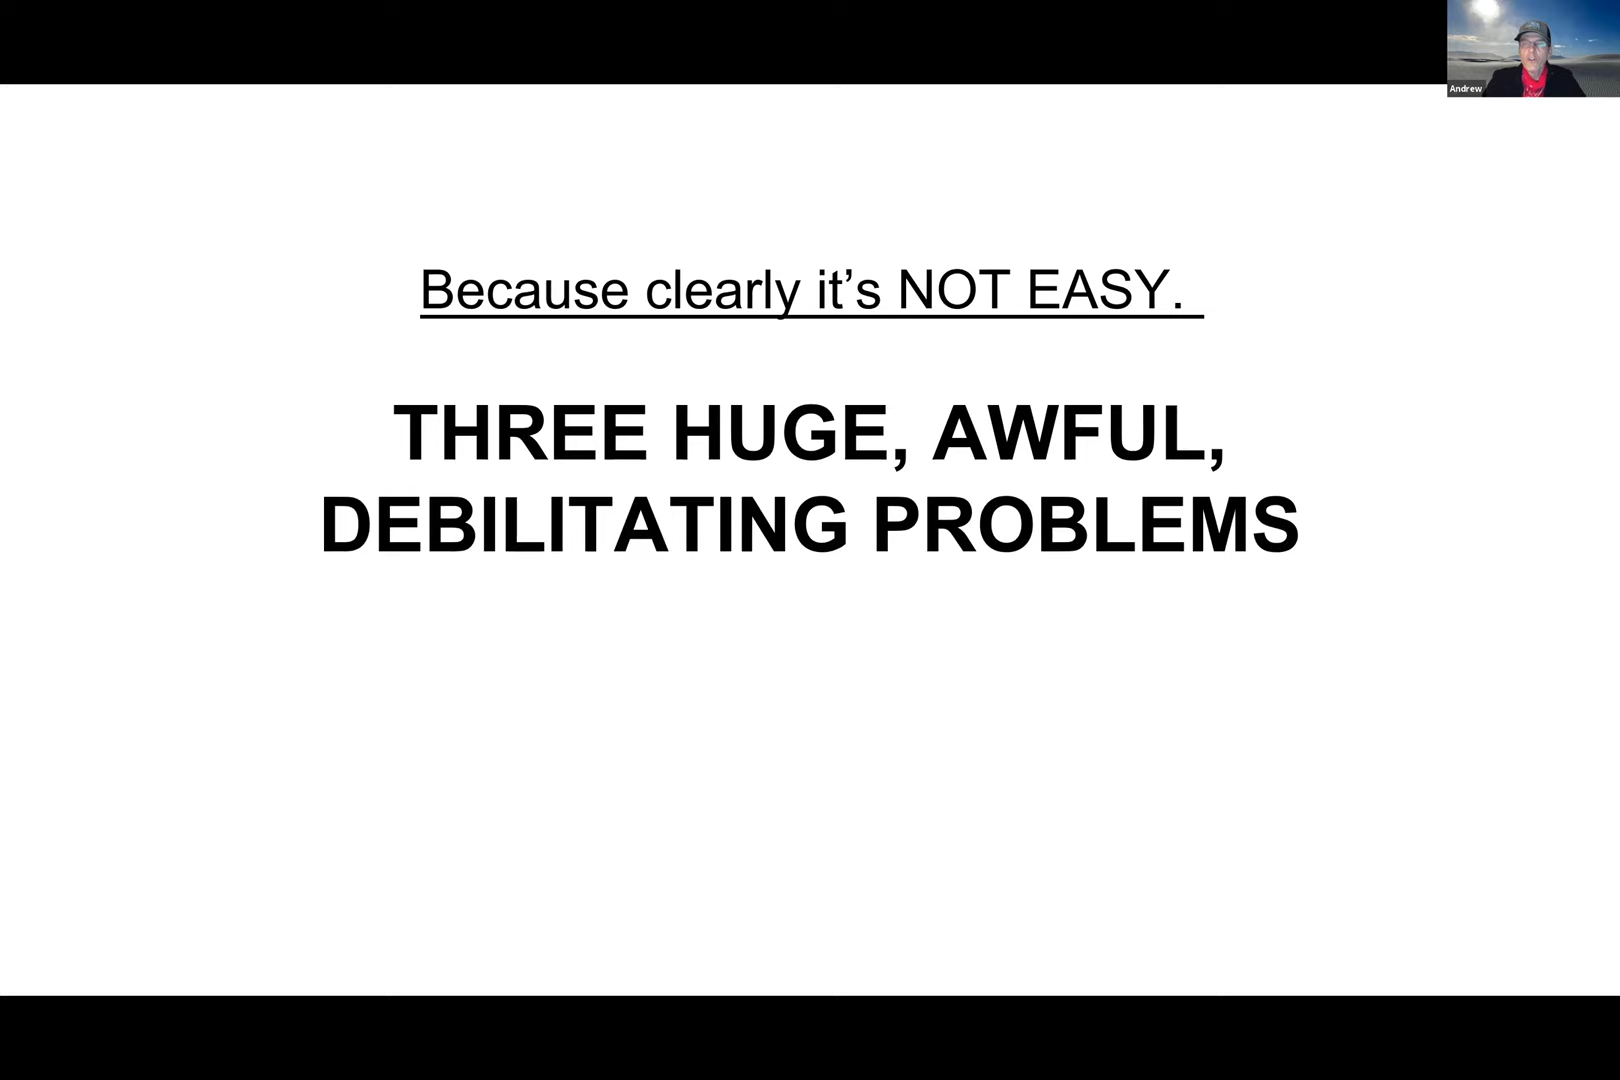 Andrew
Because clearly it’s NOT EASY.
THREE HUGE, AWFUL,
DEBILITATING PROBLEMS